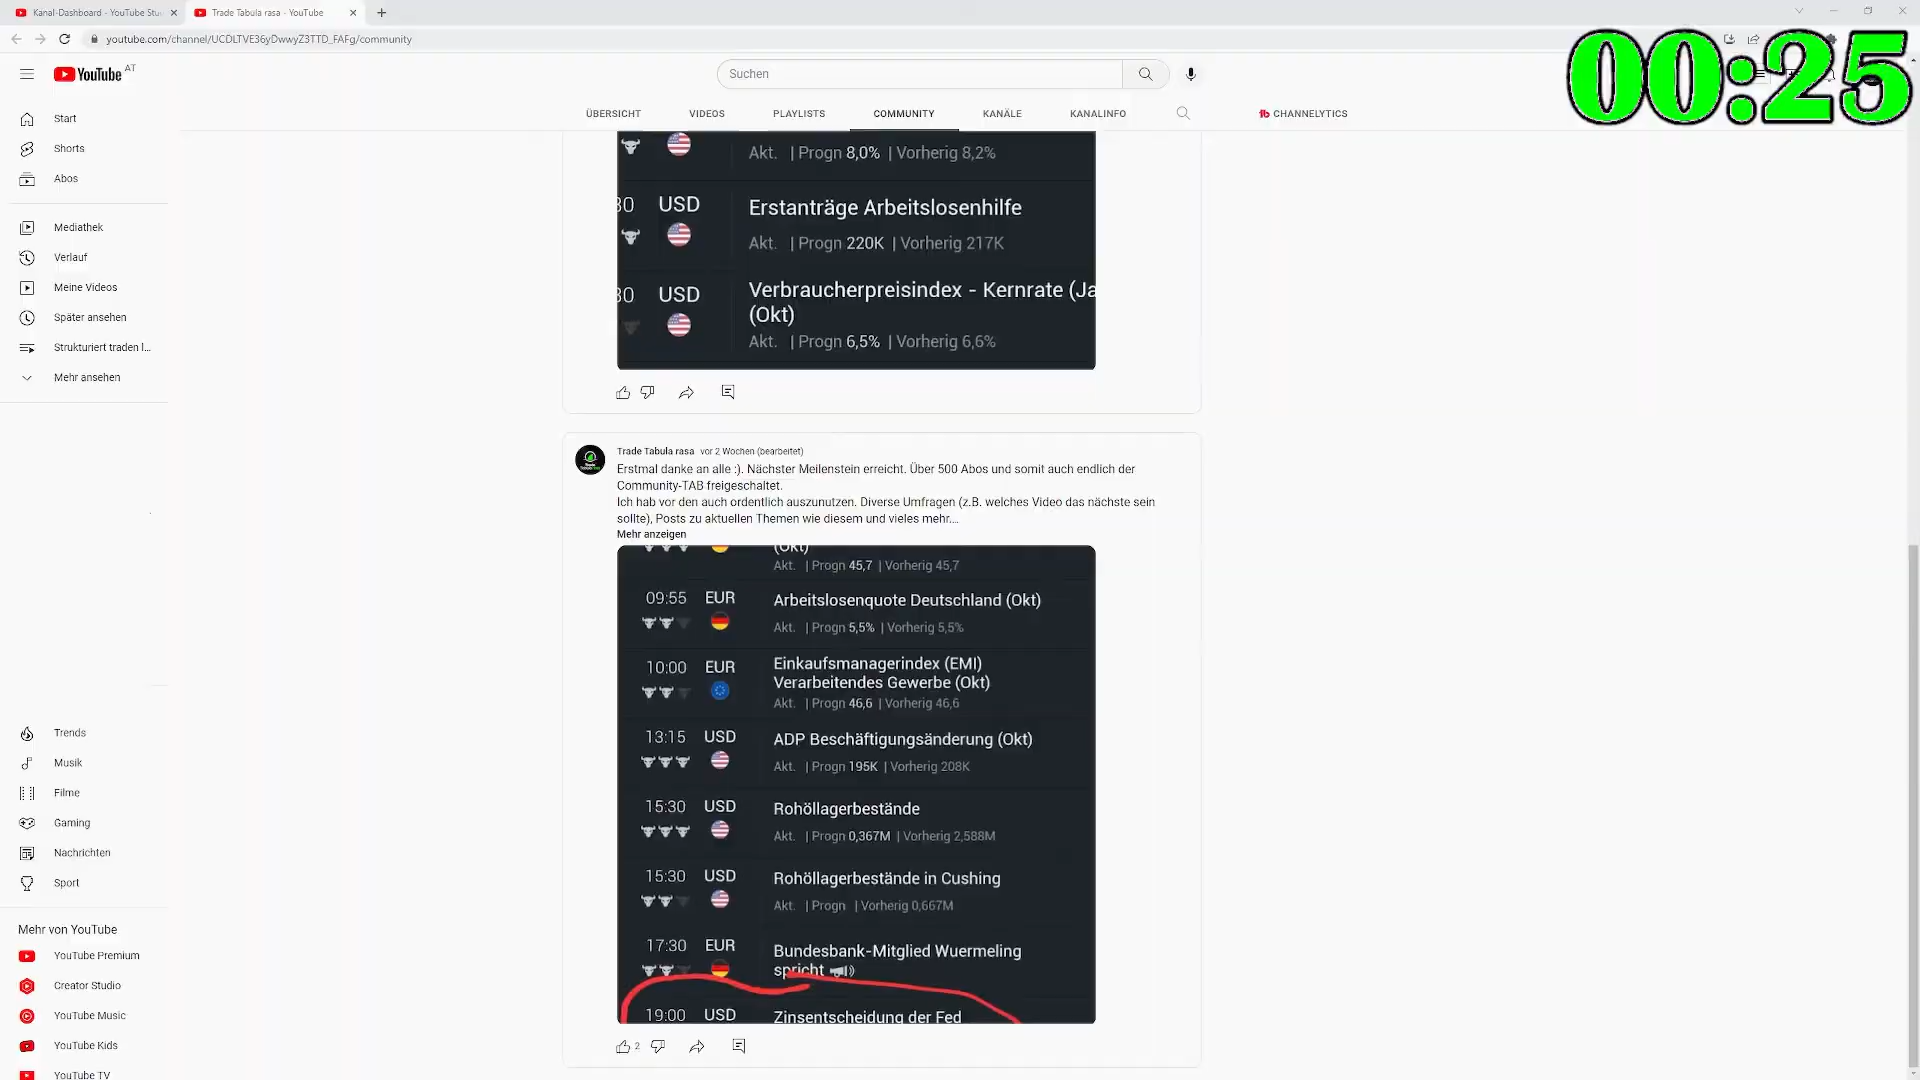 Kanal-Dashboard - YouTube Stu
Trade Tabula rasa - YouTube
youtube.com/channel/UCDLTVE36yDwwyZ3TTD_FAFg/community
00:25
YouTube AT
Suchen
ÜBERSICHT
VIDEOS
PLAYLISTS
COMMUNITY
KANÄLE
KANALINFO
CHANNELYTICS
Start
Shorts
Abos
Mediathek
Verlauf
Meine Videos
Später ansehen
Strukturiert traden l...
Mehr ansehen
Trends
Musik
Filme
Gaming
Nachrichten
Sport
Mehr von YouTube
YouTube Premium
Creator Studio
YouTube Music
YouTube Kids
YouTube TV
Akt. | Progn 8,0% | Vorherig 8,2%
30 USD Erstanträge Arbeitslosenhilfe
Akt. | Progn 220K | Vorherig 217K
30 USD Verbraucherpreisindex - Kernrate (Ja
(Okt)
Akt. | Progn 6,5% | Vorherig 6,6%
Trade Tabula rasa vor 2 Wochen (bearbeitet)
Erstmal danke an alle :). Nächster Meilenstein erreicht. Über 500 Abos und somit auch endlich der
Community-TAB freigeschaltet.
Ich hab vor den auch ordentlich auszunutzen. Diverse Umfragen (z.B. welches Video das nächste sein
sollte), Posts zu aktuellen Themen wie diesem und vieles mehr....
Mehr anzeigen
(Okt)
Akt. | Progn 45,7 | Vorherig 45,7
09:55 EUR Arbeitslosenquote Deutschland (Okt)
Akt. | Progn 5,5% | Vorherig 5,5%
10:00 EUR Einkaufsmanagerindex (EMI)
Verarbeitendes Gewerbe (Okt)
Akt. | Progn 46,6 | Vorherig 46,6
13:15 USD ADP Beschäftigungsänderung (Okt)
Akt. | Progn 195K | Vorherig 208K
15:30 USD Rohöllagerbestände
Akt. | Progn 0,367M | Vorherig 2,588M
15:30 USD Rohöllagerbestände in Cushing
Akt. | Progn | Vorherig 0,667M
17:30 EUR Bundesbank-Mitglied Wuermeling
spricht
19:00 USD Zinsentscheidung der Fed
2